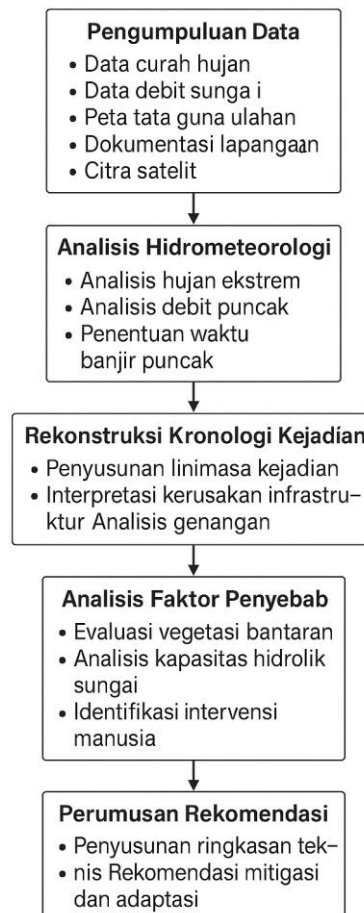 Pengumpuluan Data
• Data curah hujan
• Data debit sunga i
• Peta tata guna ulahan
• Dokumentasi lapangaan
• Citra satelit
Analisis Hidrometeorologi
• Analisis hujan ekstrem
• Analisis debit puncak
• Penentuan waktu
banjir puncak
Rekonstruksi Kronologi Kejadian
• Penyusunan linimasa kejadian
• Interpretasi kerusakan infrastru-
ktur Analisis genangan
Analisis Faktor Penyebab
• Evaluasi vegetasi bantaran
• Analisis kapasitas hidrolik
sungai
• Identifikasi intervensi
manusia
Perumusan Rekomendasi
• Penyusunan ringkasan tek-
• nis Rekomendasi mitigasi
dan adaptasi